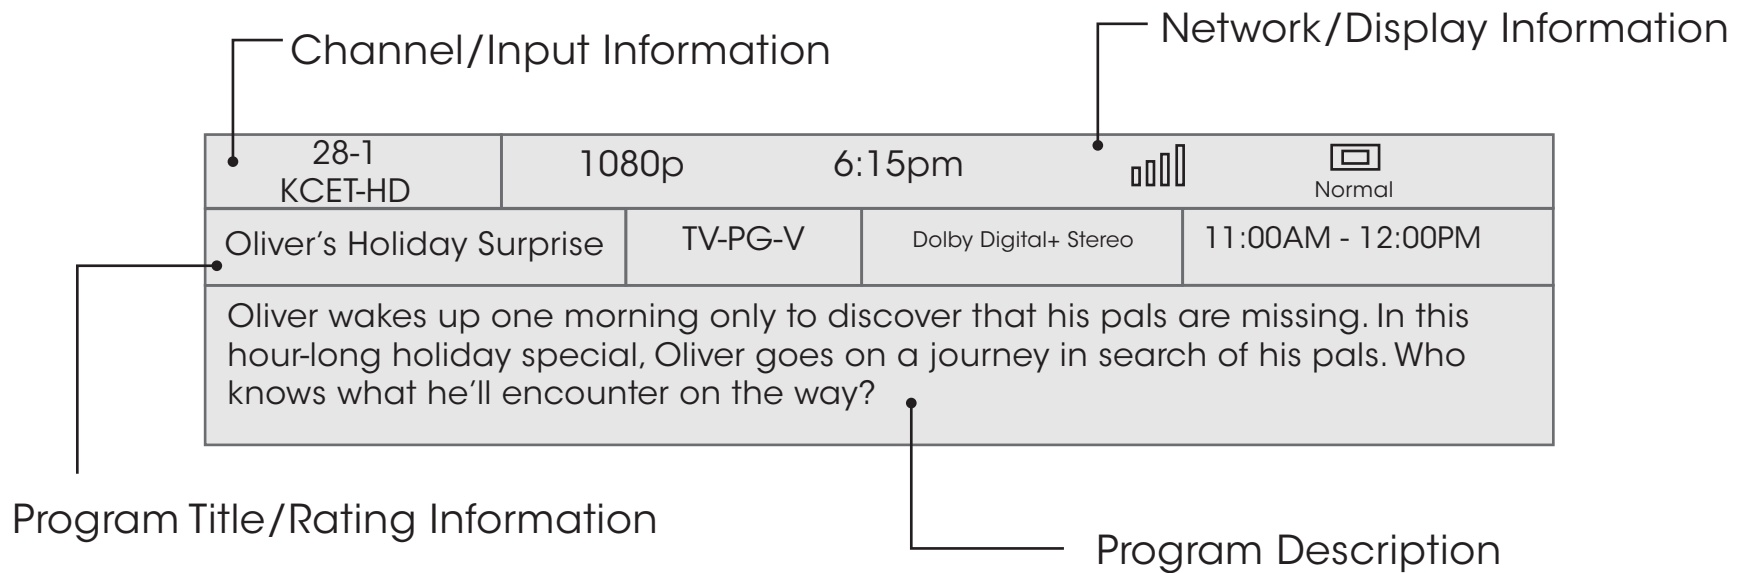 Channel/Input Information
Network/Display Information
28-1
KCET-HD
1080p
6:15pm
Normal
Oliver's Holiday Surprise
TV-PG-V
Dolby Digital+ Stereo
11:00AM - 12:00PM
Oliver wakes up one morning only to discover that his pals are missing. In this
hour-long holiday special, Oliver goes on a journey in search of his pals. Who
knows what he'll encounter on the way?
Program Title/Rating Information
Program Description